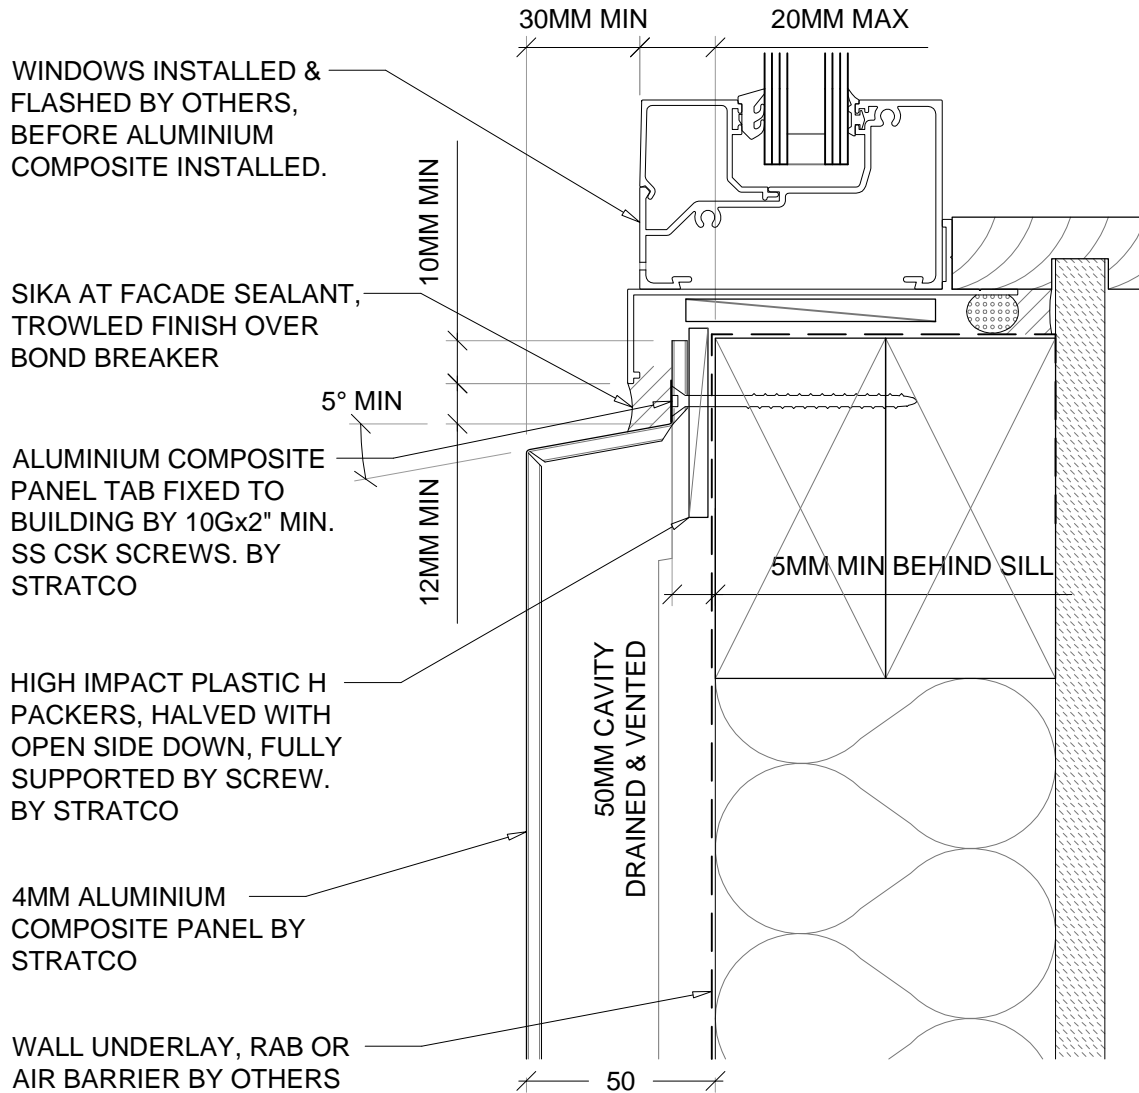 30MM MIN
20MM MAX
WINDOWS INSTALLED &
FLASHED BY OTHERS,
BEFORE ALUMINIUM
COMPOSITE INSTALLED.
10MM MIN
SIKA AT FACADE SEALANT,
TROWLED FINISH OVER
BOND BREAKER
5° MIN
ALUMINIUM COMPOSITE
PANEL TAB FIXED TO
BUILDING BY 10Gx2" MIN.
SS CSK SCREWS. BY
STRATCO
12MM MIN
5MM MIN BEHIND SILL
HIGH IMPACT PLASTIC H
PACKERS, HALVED WITH
OPEN SIDE DOWN, FULLY
SUPPORTED BY SCREW.
BY STRATCO
50MM CAVITY
DRAINED & VENTED
4MM ALUMINIUM
COMPOSITE PANEL BY
STRATCO
WALL UNDERLAY, RAB OR
AIR BARRIER BY OTHERS
50